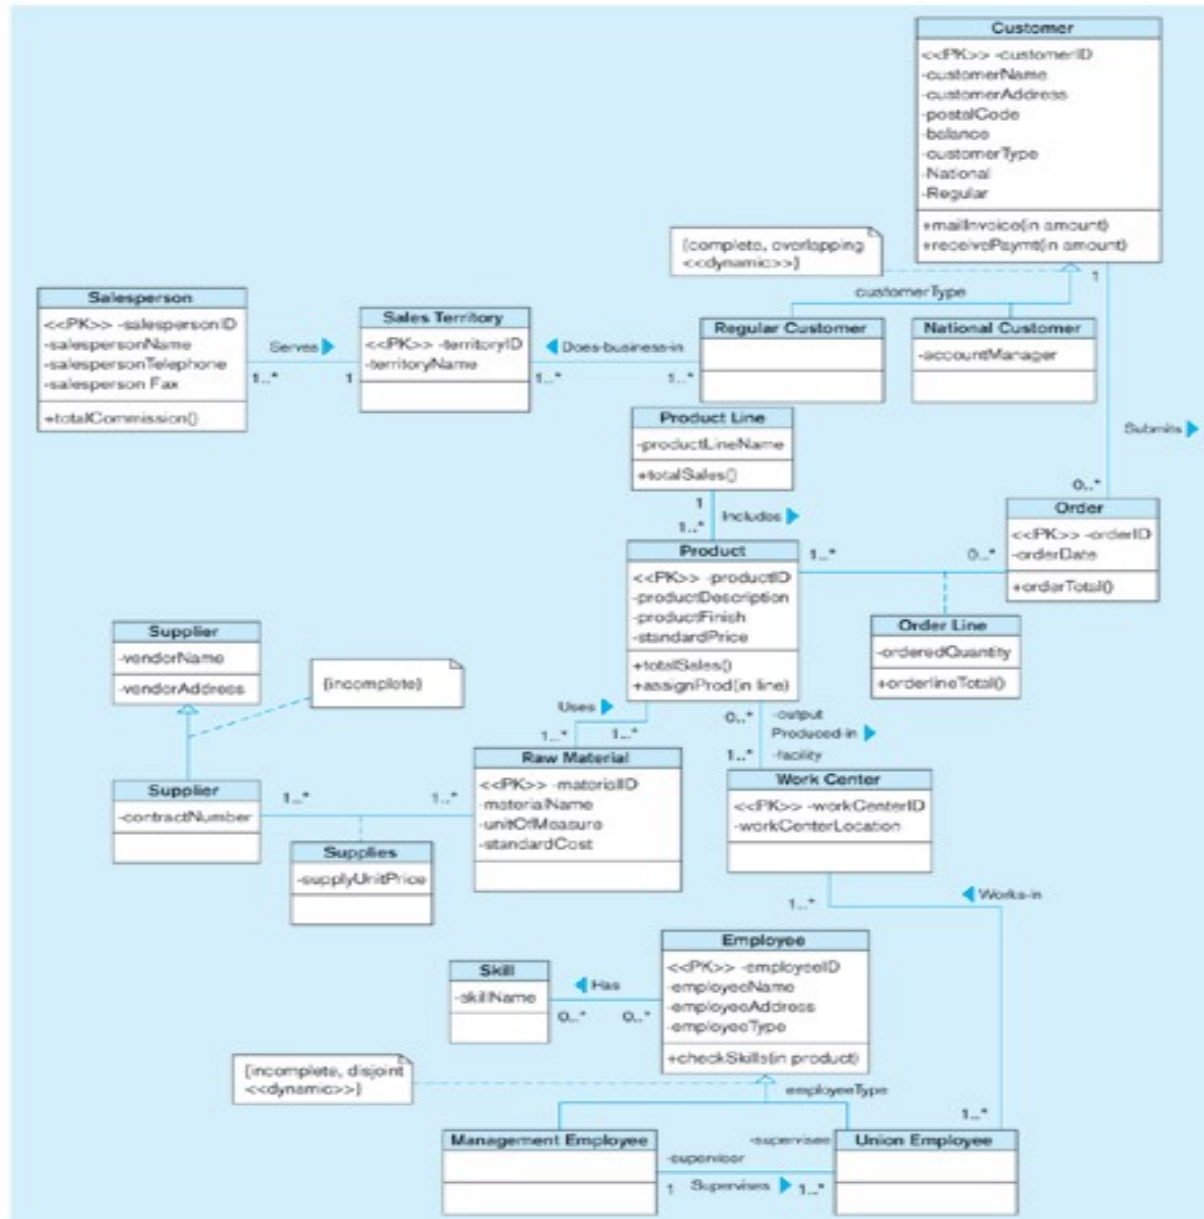 Customer
<<PK>> -customerID
-customerName
-customerAddress
-postalCode
-balance
-customerType
-National
-Regular
+mailInvoice(in amount)
+receivePaymt(in amount)
{complete, overlapping
<<dynamic>>}
1
customerType
Salesperson
<<PK>> -salespersonID
-salespersonName
-salespersonTelephone
-salesperson Fax
+totalCommission()
Serves
1..*
1
Sales Territory
<<PK>> -territoryID
-territoryName
Does-business-in
1..*
1..*
Regular Customer
National Customer
-accountManager
Submits
0..*
Product Line
-productLineName
+totalSales()
1
Includes
1..*
Product
<<PK>> -productID
-productDescription
-productFinish
-standardPrice
+totalSales()
+assignProd(in line)
1..*
0..*
Order
<<PK>> -orderID
-orderDate
+orderTotal()
Order Line
-orderedQuantity
+orderlineTotal()
Supplier
-vendorName
-vendorAddress
{incomplete}
Uses
1..*
1..*
0..*
-output
Produced-in
1..*
-facility
Supplier
-contractNumber
1..*
1..*
Supplies
-supplyUnitPrice
Raw Material
<<PK>> -materialID
-materialName
-unitOfMeasure
-standardCost
Work Center
<<PK>> -workCenterID
-workCenterLocation
1..*
Works-in
Skill
-skillName
Has
0..*
0..*
Employee
<<PK>> -employeeID
-employeeName
-employeeAddress
-employeeType
+checkSkills(in product)
{incomplete, disjoint
<<dynamic>>}
employeeType
1..*
Management Employee
-supervisee
-supervisor
1
Supervises
1..*
Union Employee